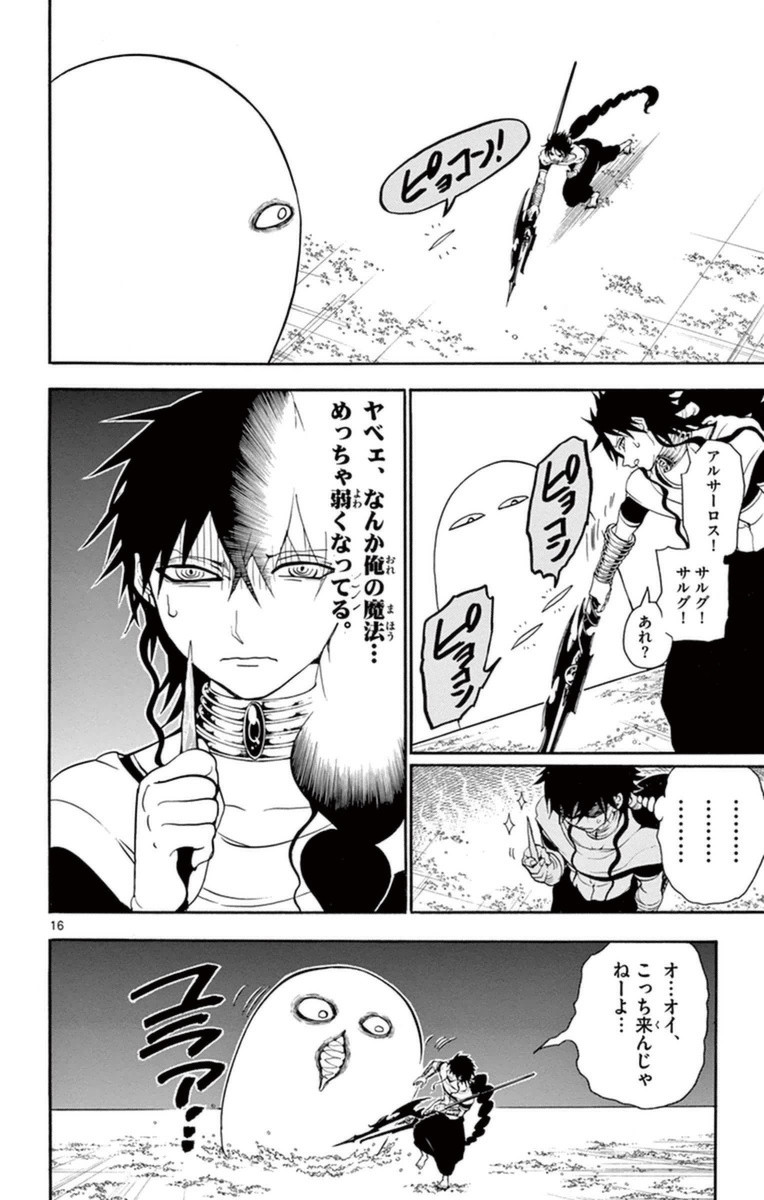 ピョコーン!
アルサーロス!
サルグ!
サルグ!
あれ?
ピョコン
ピョコン
………
………
ヤベェ、なんか俺の魔法…
めっちゃ弱くなってる。
オ…オイ、
こっち来んじゃ
ねーよ…
ユラァ…
16